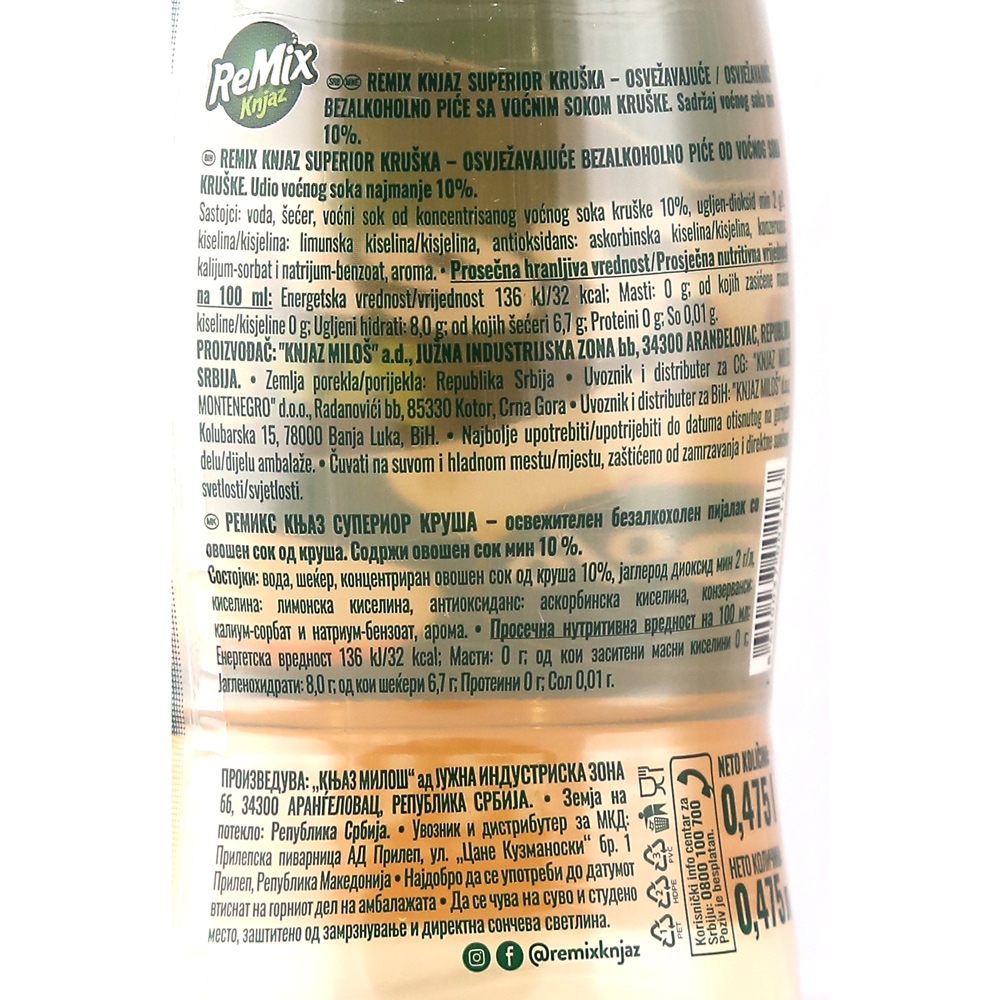 ReMix
Knjaz
SRB MNE REMIX KNJAZ SUPERIOR KRUŠKA – OSVEŽAVAJUĆE / OSVJEŽAVAJUĆE
BEZALKOHOLNO PIĆE SA VOĆNIM SOKOM KRUŠKE. Sadržaj voćnog soka
10%.
BIH REMIX KNJAZ SUPERIOR KRUŠKA – OSVJEŽAVAJUĆE BEZALKOHOLNO PIĆE OD VOĆNOG SOKA
KRUŠKE. Udio voćnog soka najmanje 10%.
Sastojci: voda, šećer, voćni sok od koncentrisanog voćnog soka kruške 10%, ugljen-dioksid min 2 g/l,
kiselina/kisjelina: limunska kiselina/kisjelina, antioksidans: askorbinska kiselina/kisjelina,
kalijum-sorbat i natrijum-benzoat, aroma. • Prosečna hranljiva vrednost/Prosječna nutritivna vrijednost
na 100 ml: Energetska vrednost/vrijednost 136 kJ/32 kcal; Masti: 0 g; od kojih zasićene masne
kiseline/kisjeline 0 g; Ugljeni hidrati: 8,0 g; od kojih šećeri 6,7 g; Proteini 0 g; So 0,01 g.
PROIZVOĐAČ: "KNJAZ MILOŠ" a.d., JUŽNA INDUSTRIJSKA ZONA bb, 34300 ARANĐELOVAC, REPUBLIKA
SRBIJA. • Zemlja porekla/porijekla: Republika Srbija • Uvoznik i distributer za CG: "KNJAZ MILOŠ
MONTENEGRO" d.o.o., Radanovići bb, 85330 Kotor, Crna Gora • Uvoznik i distributer za BiH: "KNJAZ MILOŠ"
Kolubarska 15, 78000 Banja Luka, BiH. • Najbolje upotrebiti/upotrijebiti do datuma otisnutog na gornjem
delu/dijelu ambalaže. • Čuvati na suvom i hladnom mestu/mjestu, zaštićeno od zamrzavanja i direktne sunčeve
svetlosti/svjetlosti.
MK РЕМИКС КЊАЗ СУПЕРИОР КРУША – освежителен безалкохолен пијалак со
овошен сок од круша. Содржи овошен сок мин 10 %.
Состојки: вода, шеќер, концентриран овошен сок од круша 10%, јаглерод диоксид мин 2 г/л,
киселина: лимонска киселина, антиоксиданс: аскорбинска киселина, конзерванси:
калиум-сорбат и натриум-бензоат, арома. • Просечна нутритивна вредност на 100 мл:
Енергетска вредност 136 kJ/32 kcal; Масти: 0 г; од кои заситени масни киселини 0 г;
Јагленохидрати: 8,0 г; од кои шеќери 6,7 г; Протеини 0 г; Сол 0,01 г.
ПРОИЗВЕДУВА: „КЊАЗ МИЛОШ“ ад ЈУЖНА ИНДУСТРИСКА ЗОНА
бб, 34300 АРАНЃЕЛОВАЦ, РЕПУБЛИКА СРБИЈА. • Земја на
потекло: Република Србија. • Увозник и дистрибутер за МКД:
Прилепска пиварница АД Прилеп, ул. „Цане Кузманоски“ бр. 1
Прилеп, Република Македонија • Најдобро да се употреби до датумот
втиснат на горниот дел на амбалажата • Да се чува на суво и студено
место, заштитено од замрзнување и директна сончева светлина.
@remixknjaz
1 PET
2 HDPE
3 PVC
Korisnički info centar za
Srbiju: 0800 100 700
Poziv je besplatan.
NETO KOLIČINA:
0,475 l
НЕТО КОЛИЧИНА:
0,475